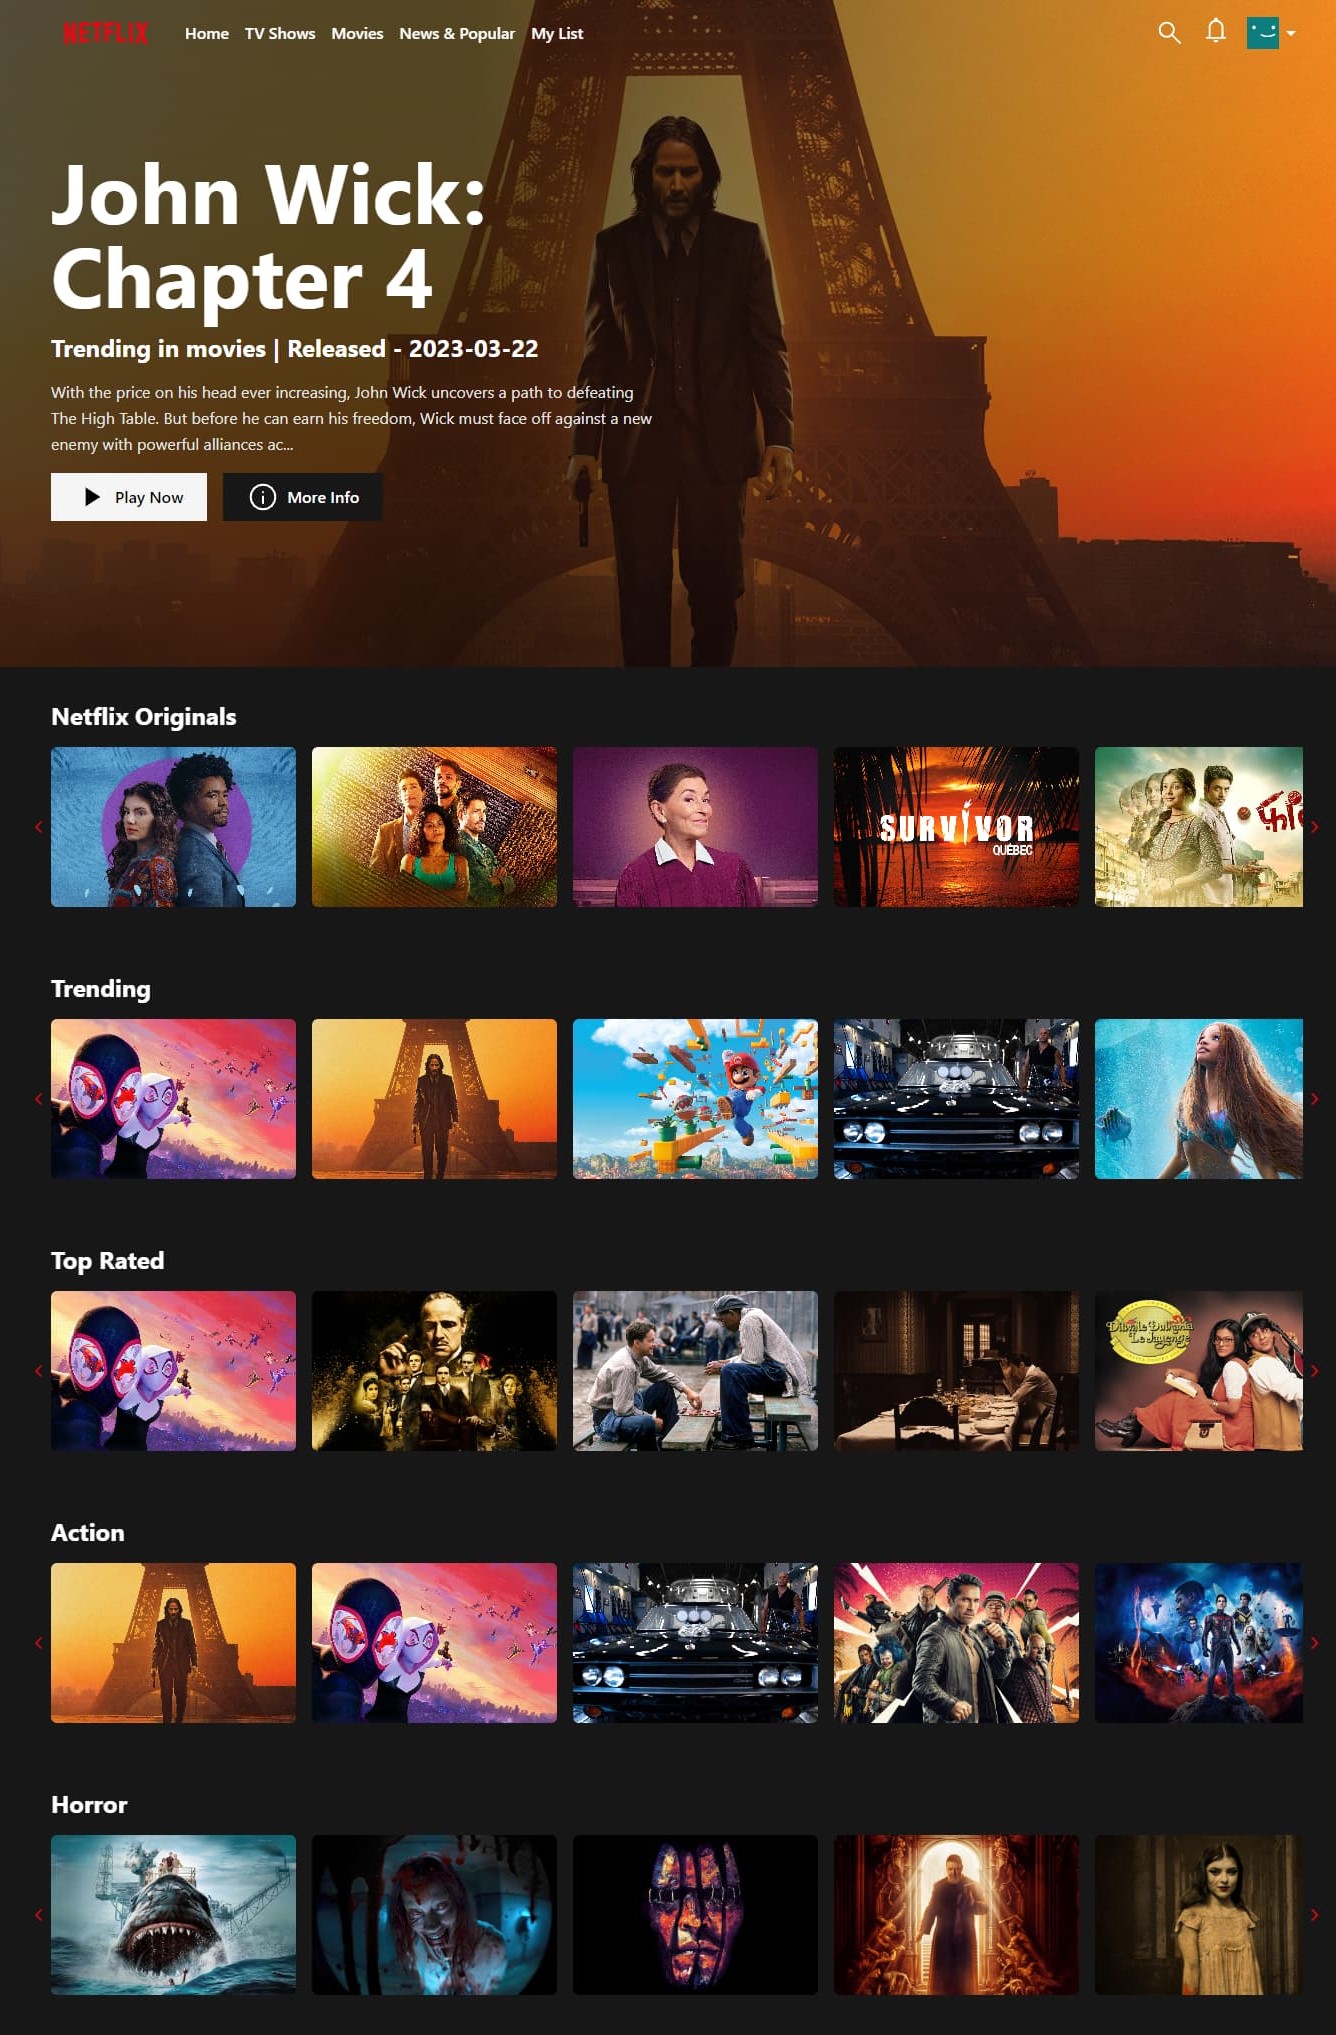 NETFLIX Home TV Shows Movies News & Popular My List
John Wick:
Chapter 4
Trending in movies | Released - 2023-03-22
With the price on his head ever increasing, John Wick uncovers a path to defeating
The High Table. But before he can earn his freedom, Wick must face off against a new
enemy with powerful alliances ac...
Play Now More Info
Netflix Originals
SURVIVOR
QUÉBEC
Trending
Top Rated
Dilwale Dulhania
Le Jayenge
Action
Horror